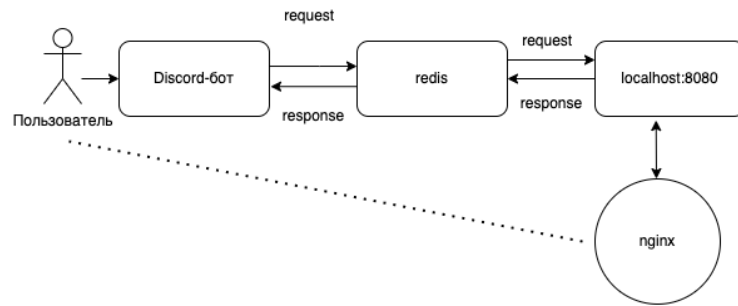 request
request
Discord-бот
redis
localhost:8080
response
response
Пользователь
nginx